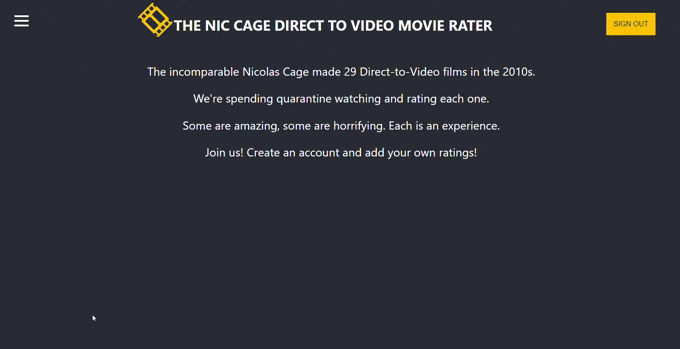 THE NIC CAGE DIRECT TO VIDEO MOVIE RATER
SIGN OUT
The incomparable Nicolas Cage made 29 Direct-to-Video films in the 2010s.
We're spending quarantine watching and rating each one.
Some are amazing, some are horrifying. Each is an experience.
Join us! Create an account and add your own ratings!